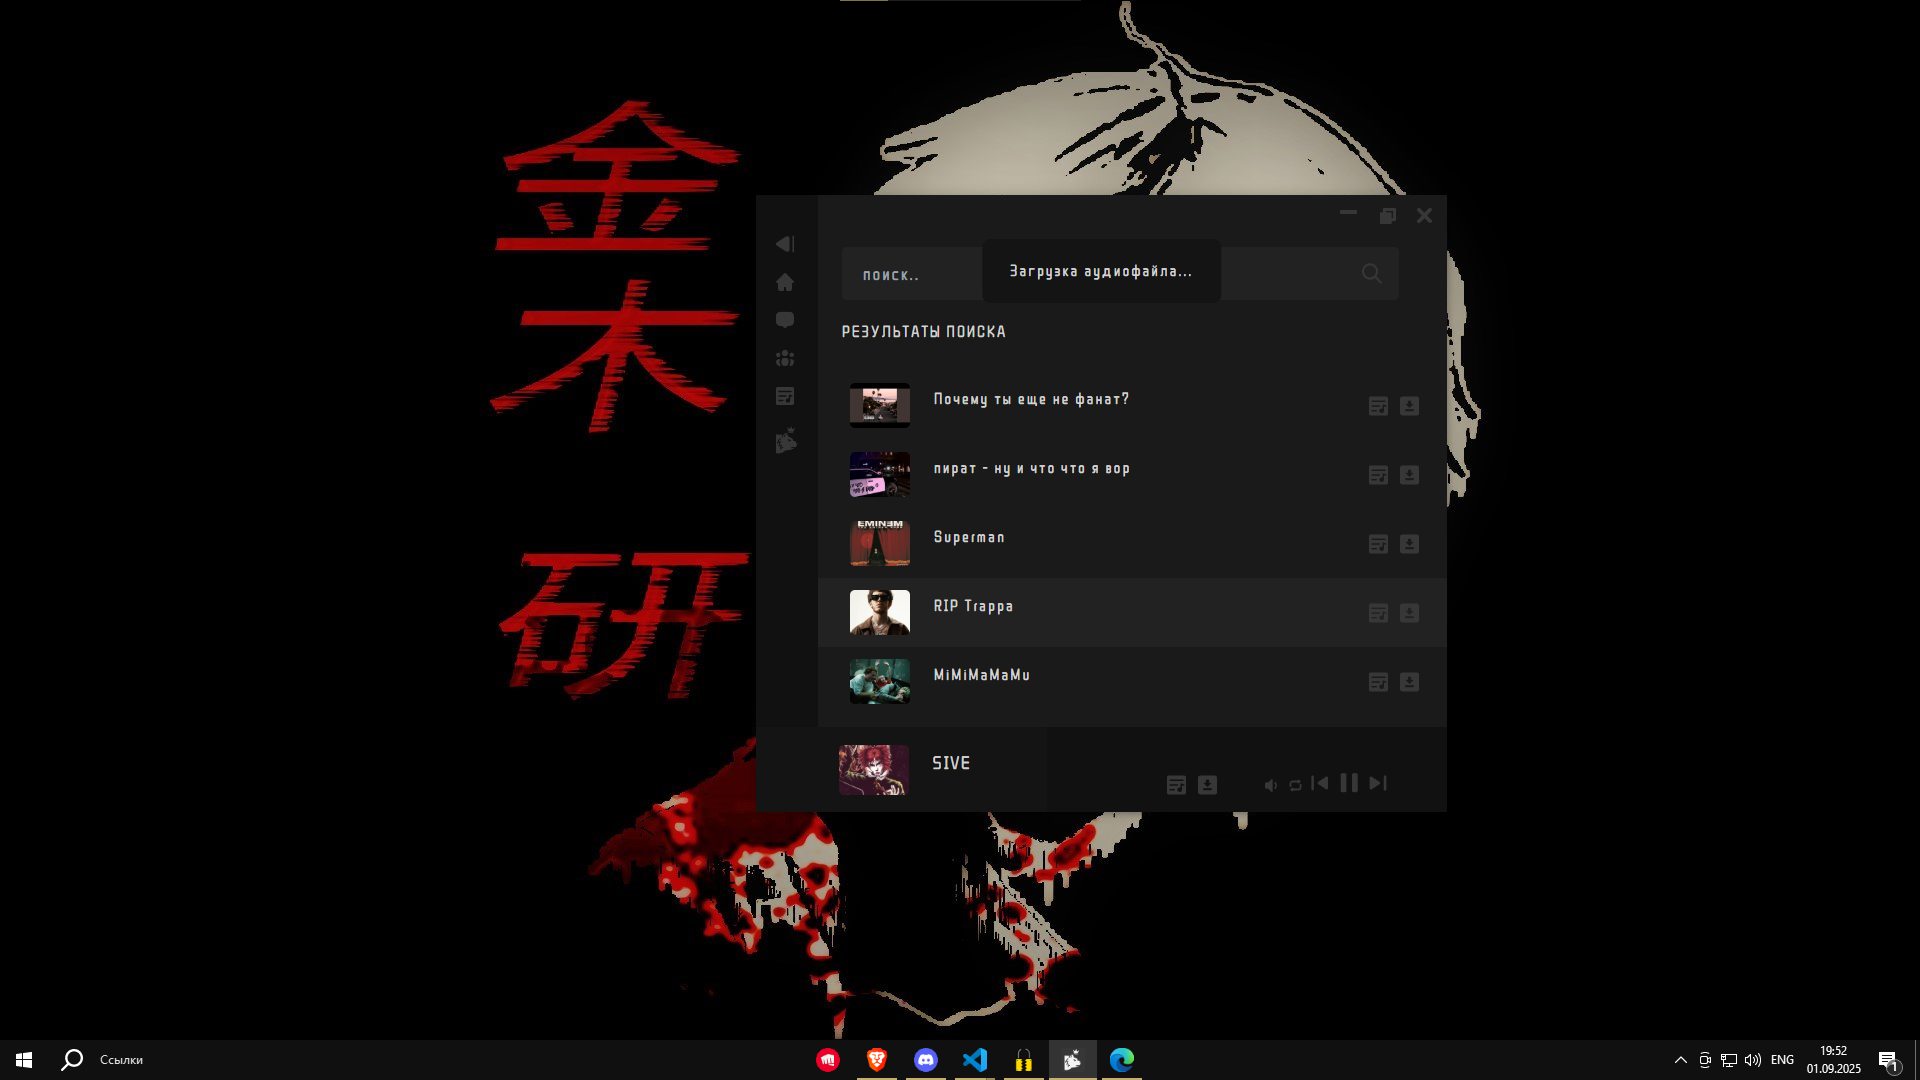 金
木
研
поиск..
Загрузка аудиофайла...
РЕЗУЛЬТАТЫ ПОИСКА
Почему ты еще не фанат?
пират - ну и что что я вор
EMINEM
Superman
RIP Trappa
MiMiMaMaMu
SIVE
Ссылки
ENG
19:52
01.09.2025
1